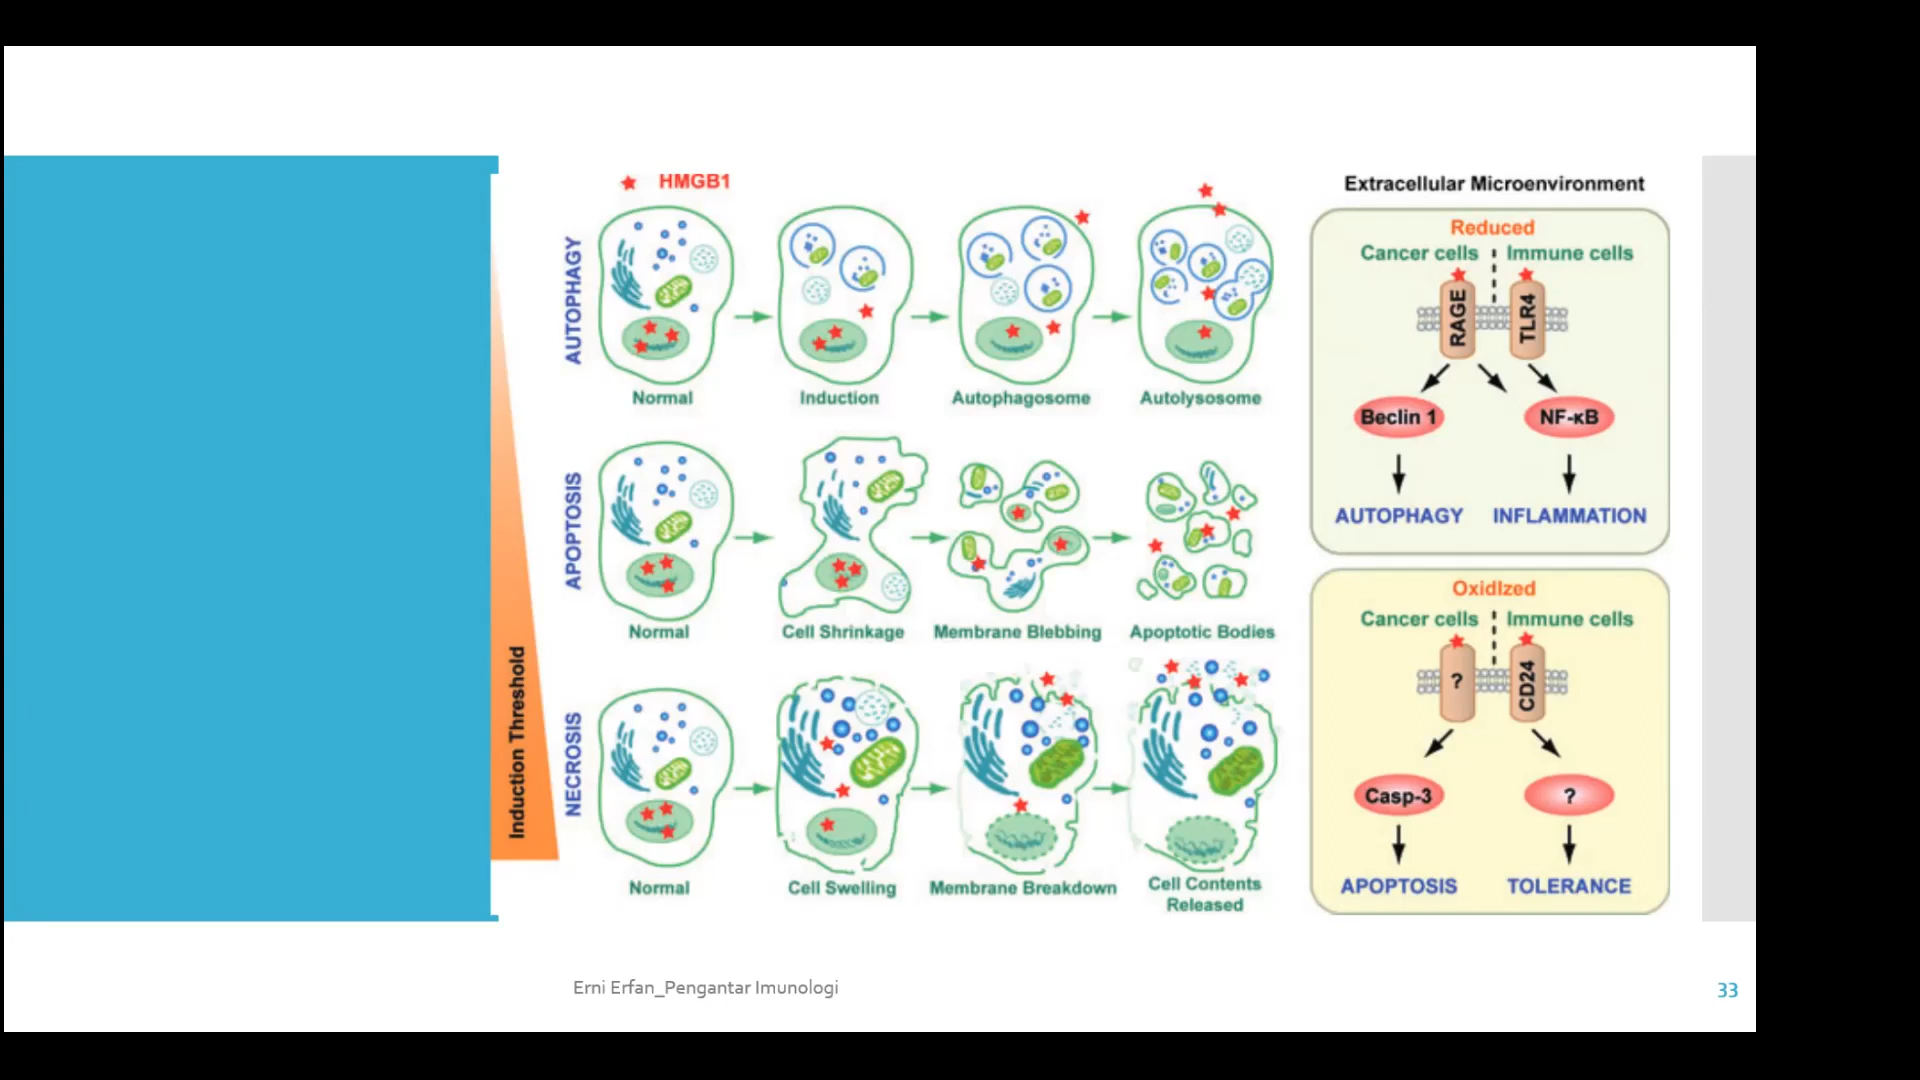 HMGB1
AUTOPHAGY
Normal
Induction
Autophagosome
Autolysosome
APOPTOSIS
Normal
Cell Shrinkage
Membrane Blebbing
Apoptotic Bodies
Induction Threshold
NECROSIS
Normal
Cell Swelling
Membrane Breakdown
Cell Contents
Released
Extracellular Microenvironment
Reduced
Cancer cells
Immune cells
RAGE
TLR4
Beclin 1
NF-κB
AUTOPHAGY
INFLAMMATION
OxidIzed
Cancer cells
Immune cells
?
CD24
Casp-3
?
APOPTOSIS
TOLERANCE
Erni Erfan_Pengantar Imunologi
33